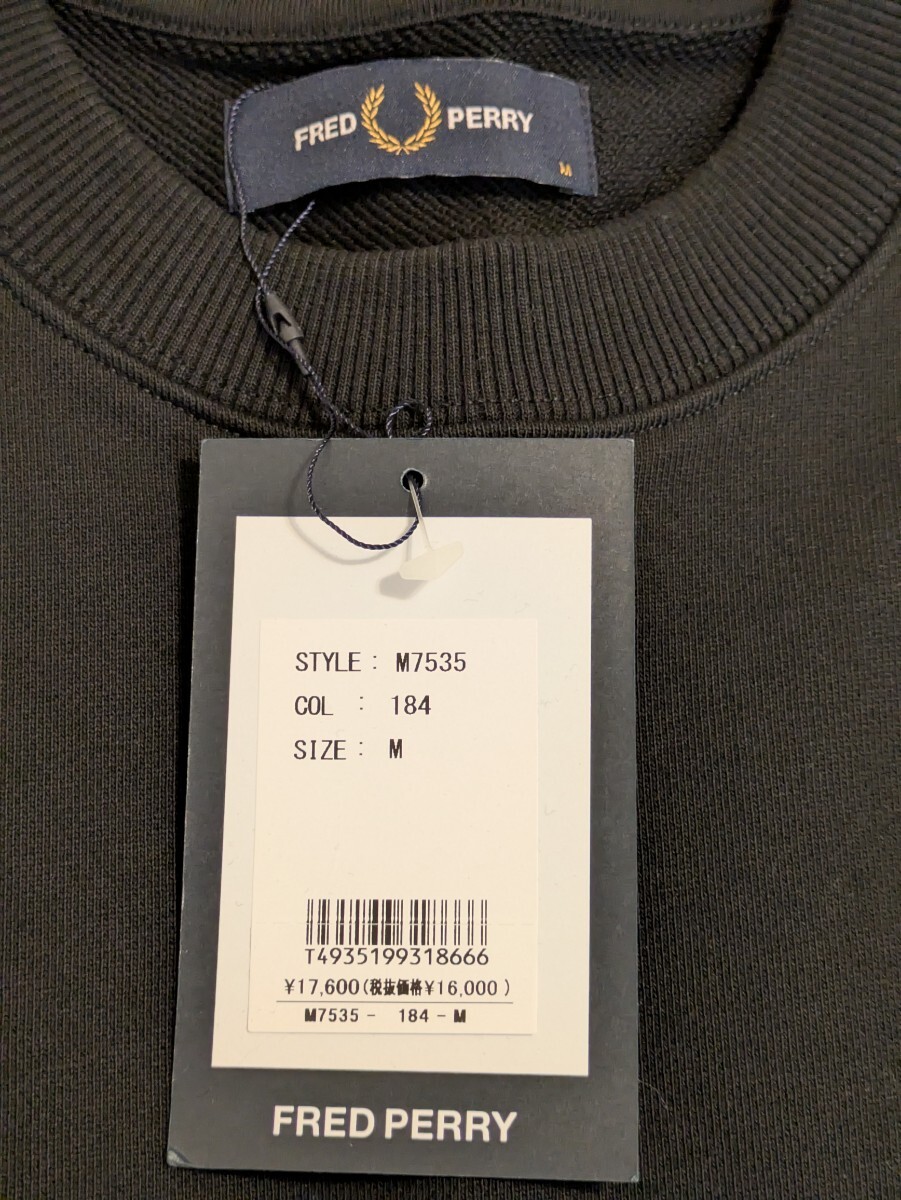 FRED PERRY
M
STYLE : M7535
COL : 184
SIZE : M
T4935199318666
¥17,600(税抜価格¥16,000 )
M7535 - 184 - M
FRED PERRY